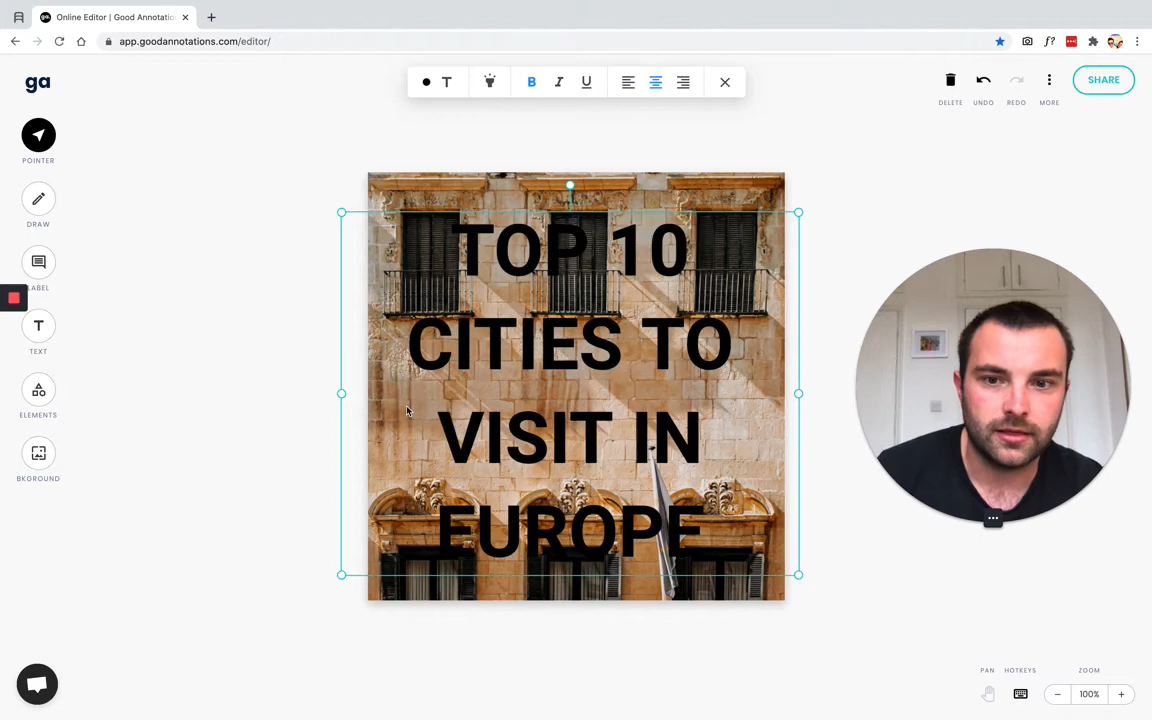 Online Editor | Good Annotatio
app.goodannotations.com/editor/
f?
ga
T
B
I
U
DELETE
UNDO
REDO
MORE
SHARE
POINTER
DRAW
LABEL
T
TEXT
ELEMENTS
BKGROUND
TOP 10
CITIES TO
VISIT IN
EUROPE
PAN
HOTKEYS
ZOOM
100%